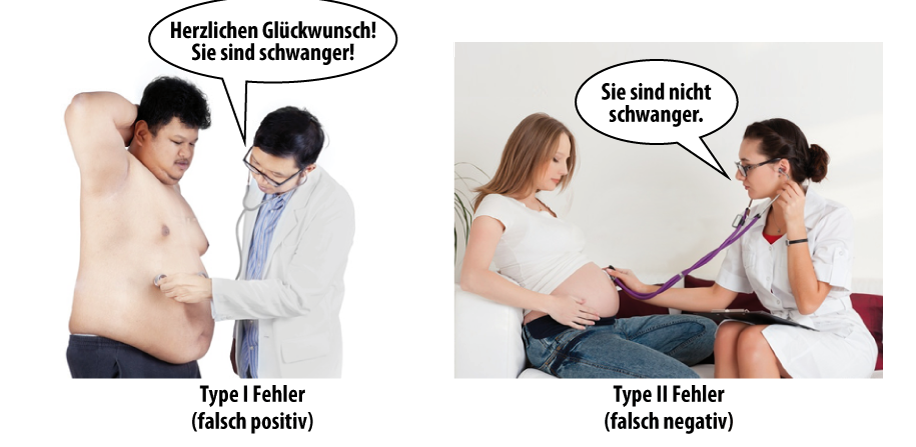 Herzlichen Glückwunsch!
Sie sind schwanger!
Sie sind nicht
schwanger.
Type I Fehler
(falsch positiv)
Type II Fehler
(falsch negativ)